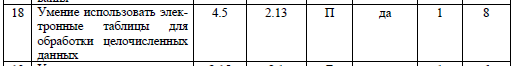 18 Умение использовать элек- 4.5 2.13 П да 1 8
тронные таблицы для
обработки целочисленных
данных